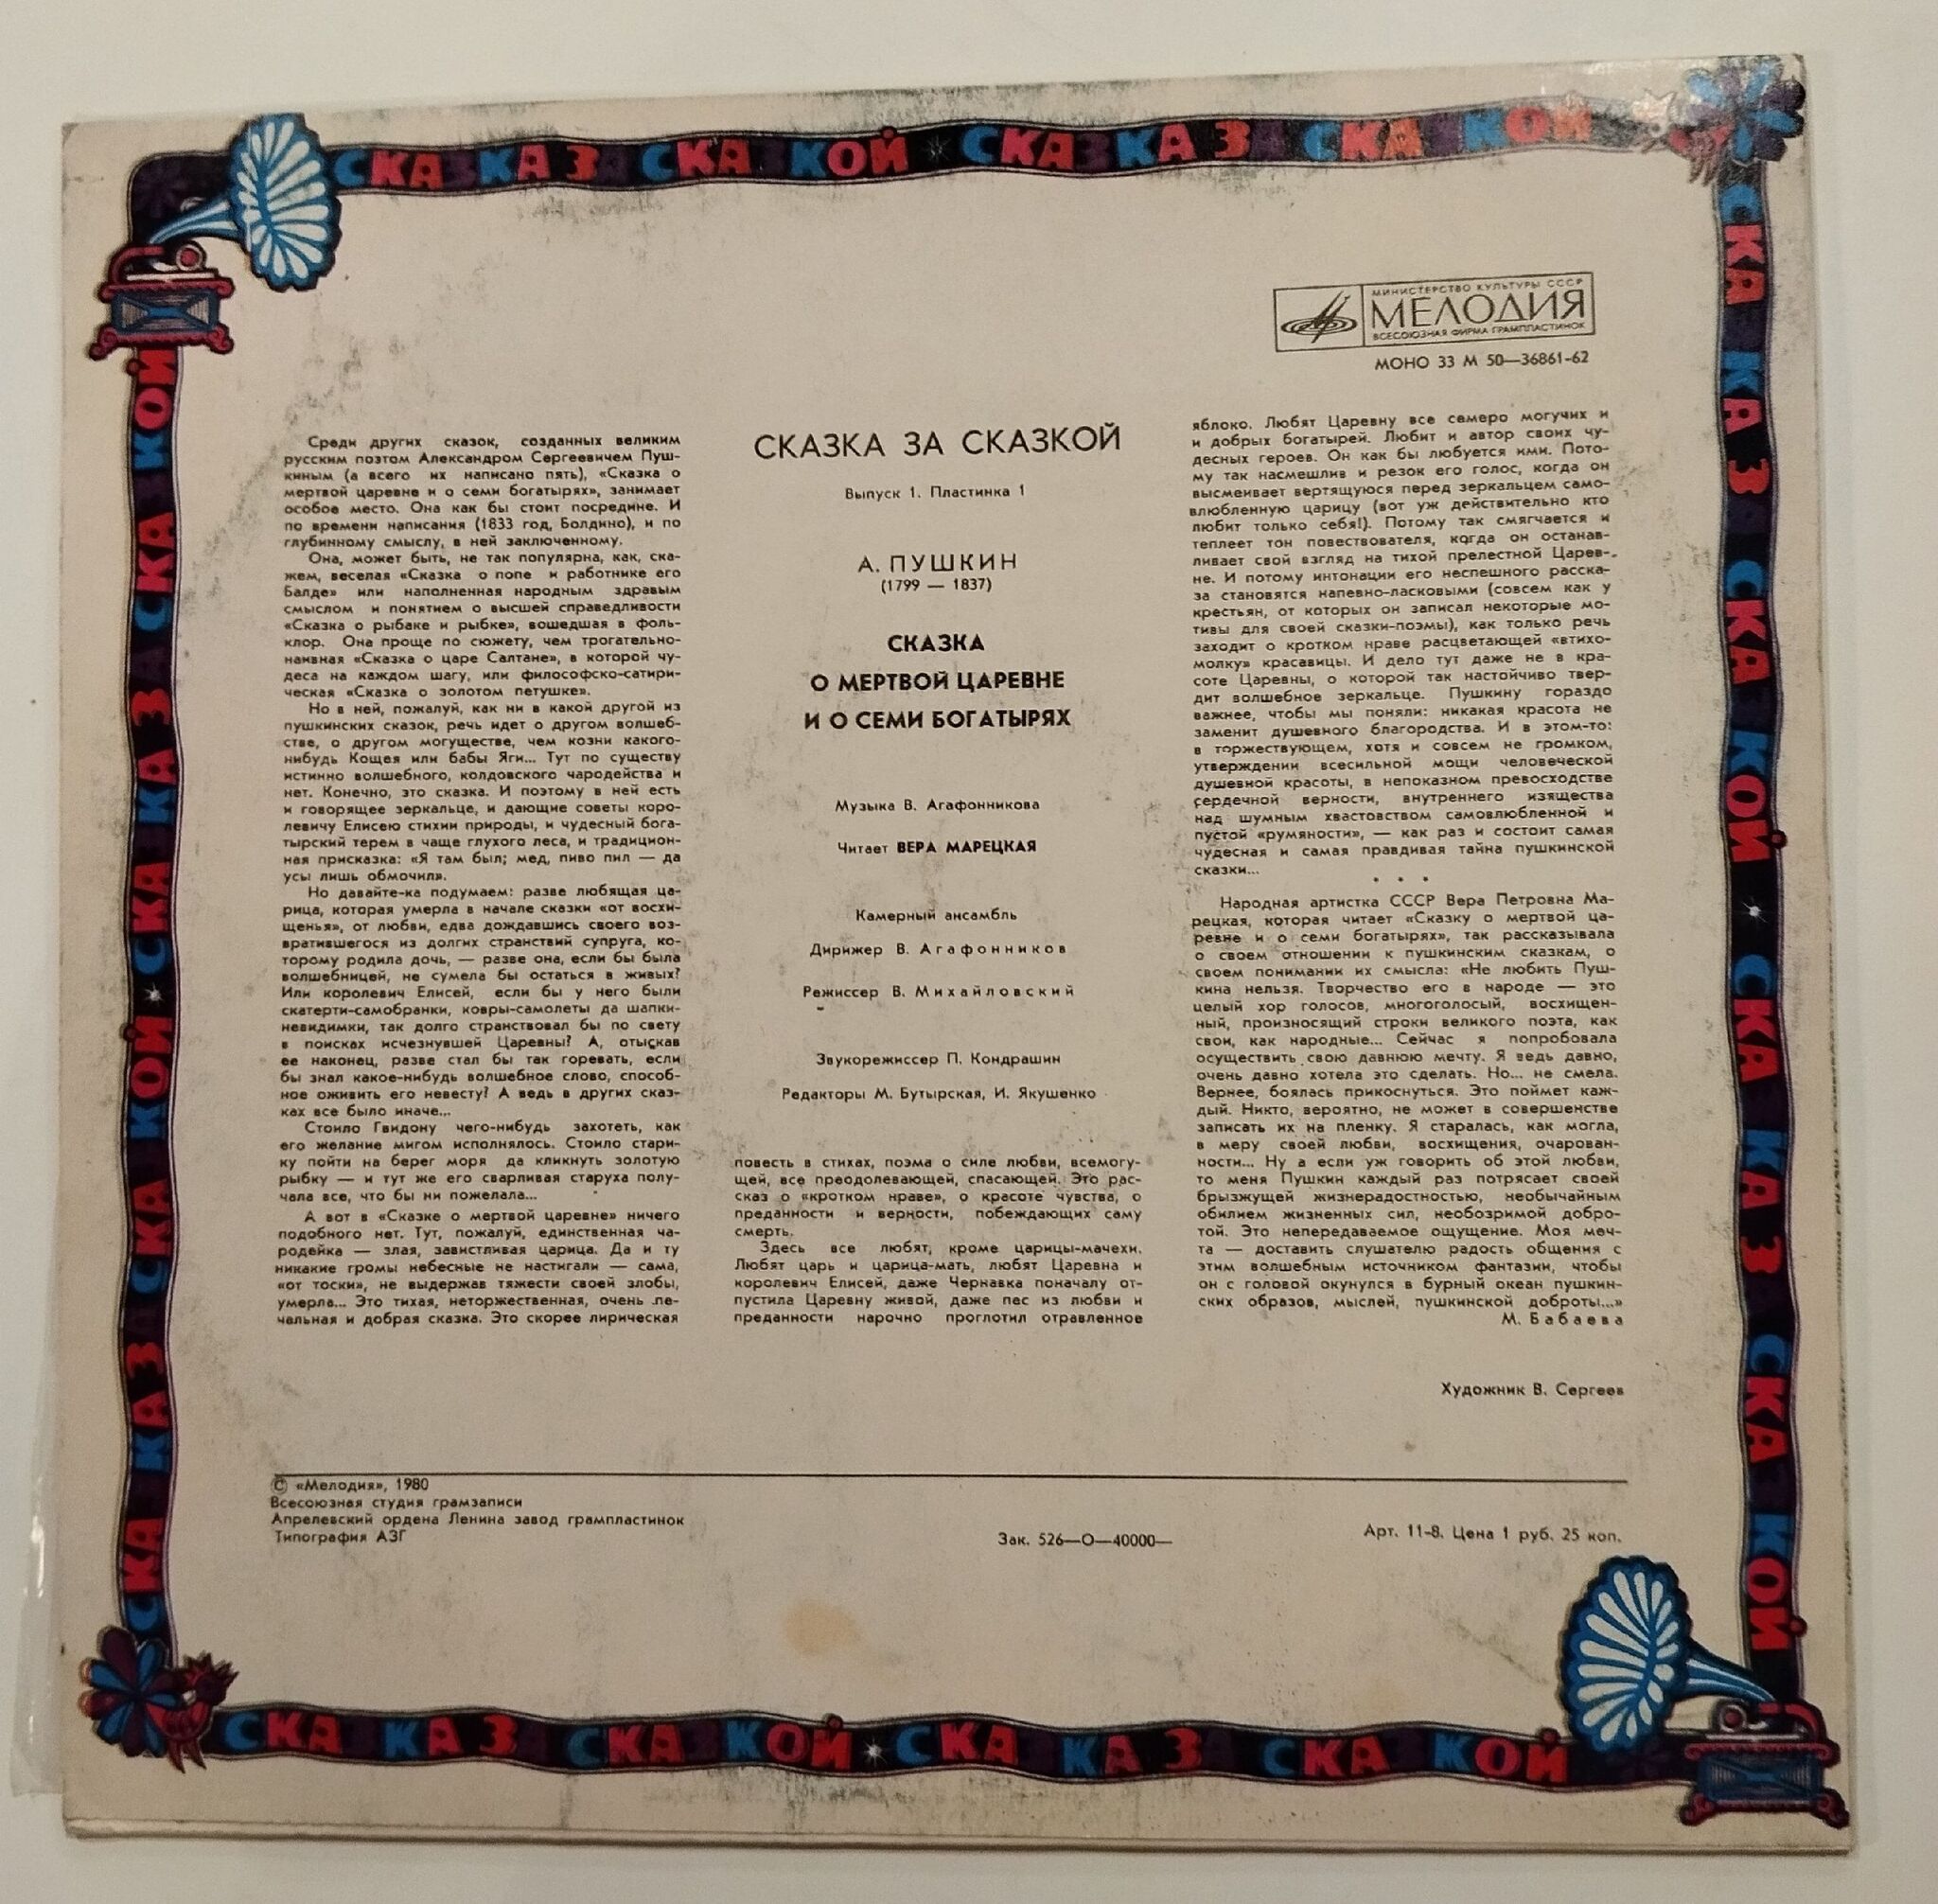 СКАЗКА ЗА СКАЗКОЙ * СКАЗКА ЗА СКАЗКОЙ
МИНИСТЕРСТВО КУЛЬТУРЫ СССР
МЕЛОДИЯ
ВСЕСОЮЗНАЯ ФИРМА ГРАМПЛАСТИНОК
МОНО 33 М 50—36861-62
Среди других сказок, созданных великим
русским поэтом Александром Сергеевичем Пуш-
киным (а всего их написано пять), «Сказка о
мертвой царевне и о семи богатырях», занимает
особое место. Она как бы стоит посредине. И
по времени написания (1833 год, Болдино), и по
глубинному смыслу, в ней заключенному.
Она, может быть, не так популярна, как, ска-
жем, веселая «Сказка о попе и работнике его
Балде» или наполненная народным здравым
смыслом и понятием о высшей справедливости
«Сказка о рыбаке и рыбке», вошедшая в фоль-
клор. Она проще по сюжету, чем трогательно-
наивная «Сказка о царе Салтане», в которой чу-
деса на каждом шагу, или философско-сатири-
ческая «Сказка о золотом петушке».
Но в ней, пожалуй, как ни в какой другой из
пушкинских сказок, речь идет о другом волшеб-
стве, о другом могуществе, чем козни какого-
нибудь Кощея или бабы Яги... Тут по существу
истинно волшебного, колдовского чародейства и
нет. Конечно, это сказка. И поэтому в ней есть
и говорящее зеркальце, и дающие советы коро-
левичу Елисею стихии природы, и чудесный бога-
тырский терем в чаще глухого леса, и традицион-
ная присказка: «Я там был; мед, пиво пил — да
усы лишь обмочил».
Но давайте-ка подумаем: разве любящая ца-
рица, которая умерла в начале сказки «от восхи-
щенья», от любви, едва дождавшись своего воз-
вратившегося из долгих странствий супруга, ко-
торому родила дочь, — разве она, если бы была
волшебницей, не сумела бы остаться в живых?
Или королевич Елисей, если бы у него были
скатерти-самобранки, ковры-самолеты да шапки-
невидимки, так долго странствовал бы по свету
в поисках исчезнувшей Царевны? А, отыскав
ее наконец, разве стал бы так горевать, если
бы знал какое-нибудь волшебное слово, способ-
ное оживить его невесту? А ведь в других сказ-
ках все было иначе...
Стоило Гвидону чего-нибудь захотеть, как
его желание мигом исполнялось. Стоило стари-
ку пойти на берег моря да кликнуть золотую
рыбку — и тут же его сварливая старуха полу-
чала все, что бы ни пожелала...
А вот в «Сказке о мертвой царевне» ничего
подобного нет. Тут, пожалуй, единственная ча-
родейка — злая, завистливая царица. Да и ту
никакие громы небесные не настигали — сама,
«от тоски», не выдержав тяжести своей злобы,
умерла... Это тихая, неторжественная, очень пе-
чальная и добрая сказка. Это скорее лирическая
СКАЗКА ЗА СКАЗКОЙ
Выпуск 1. Пластинка 1
А. ПУШКИН
(1799 — 1837)
СКАЗКА
О МЕРТВОЙ ЦАРЕВНЕ
И О СЕМИ БОГАТЫРЯХ
Музыка В. Агафонникова
Читает ВЕРА МАРЕЦКАЯ
Камерный ансамбль
Дирижер В. Агафонников
Режиссер В. Михайловский
Звукорежиссер П. Кондрашин
Редакторы М. Бутырская, И. Якушенко
повесть в стихах, поэма о силе любви, всемогу-
щей, все преодолевающей, спасающей. Это рас-
сказ о «кротком нраве», о красоте чувства, о
преданности и верности, побеждающих саму
смерть.
Здесь все любят, кроме царицы-мачехи.
Любят царь и царица-мать, любят Царевна и
королевич Елисей, даже Чернавка поначалу от-
пустила Царевну живой, даже пес из любви и
преданности нарочно проглотил отравленное
яблоко. Любят Царевну все семеро могучих и
и добрых богатырей. Любит и автор своих чу-
десных героев. Он как бы любуется ими. Пото-
му так насмешлив и резок его голос, когда он
высмеивает вертящуюся перед зеркальцем само-
влюбленную царицу (вот уж действительно кто
любит только себя!). Потому так смягчается и
теплеет тон повествователя, когда он останав-
ливает свой взгляд на тихой прелестной Царев-
не. И потому интонации его неспешного расска-
за становятся напевно-ласковыми (совсем как у
крестьян, от которых он записал некоторые мо-
тивы для своей сказки-поэмы), как только речь
заходит о кротком нраве расцветающей «втихо-
молку» красавицы. И дело тут даже не в кра-
соте Царевны, о которой так настойчиво твер-
дит волшебное зеркальце. Пушкину гораздо
важнее, чтобы мы поняли: никакая красота не
заменит душевного благородства. И в этом-то:
в торжествующем, хотя и совсем не громком,
утверждении всесильной мощи человеческой
душевной красоты, в непоказном превосходстве
сердечной верности, внутреннего изящества
над шумным хвастовством самовлюбленной и
пустой «румяности», — как раз и состоит самая
чудесная и самая правдивая тайна пушкинской
сказки...
* * *
Народная артистка СССР Вера Петровна Ма-
рецкая, которая читает «Сказку о мертвой ца-
ревне и о семи богатырях», так рассказывала
о своем отношении к пушкинским сказкам, о
своем понимании их смысла: «Не любить Пуш-
кина нельзя. Творчество его в народе — это
целый хор голосов, многоголосый, восхищен-
ный, произносящий строки великого поэта, как
свои, как народные... Сейчас я попробовала
осуществить свою давнюю мечту. Я ведь давно,
очень давно хотела это сделать. Но... не смела.
Вернее, боялась прикоснуться. Это поймет каж-
дый. Никто, вероятно, не может в совершенстве
записать их на пленку. Я старалась, как могла,
в меру своей любви, восхищения, очарован-
ности... Ну а если уж говорить об этой любви,
то меня Пушкин каждый раз потрясает своей
брызжущей жизнерадостностью, необычайным
обилием жизненных сил, необозримой добро-
той. Это непередаваемое ощущение. Моя меч-
та — доставить слушателю радость общения с
этим волшебным источником фантазии, чтобы
он с головой окунулся в бурный океан пушкин-
ских образов, мыслей, пушкинской доброты...»
М. Бабаева
Художник В. Сергеев
© «Мелодия», 1980
Всесоюзная студия грамзаписи
Апрелевский ордена Ленина завод грампластинок
Типография АЗГ
Зак. 526—О—40000—
Арт. 11-8. Цена 1 руб. 25 коп.
СКАЗКА ЗА СКАЗКОЙ * СКАЗКА ЗА СКАЗКОЙ
СКАЗКА ЗА СКАЗКОЙ * СКАЗКА ЗА СКАЗКОЙ
СКАЗКА ЗА СКАЗКОЙ * СКАЗКА ЗА СКАЗКОЙ